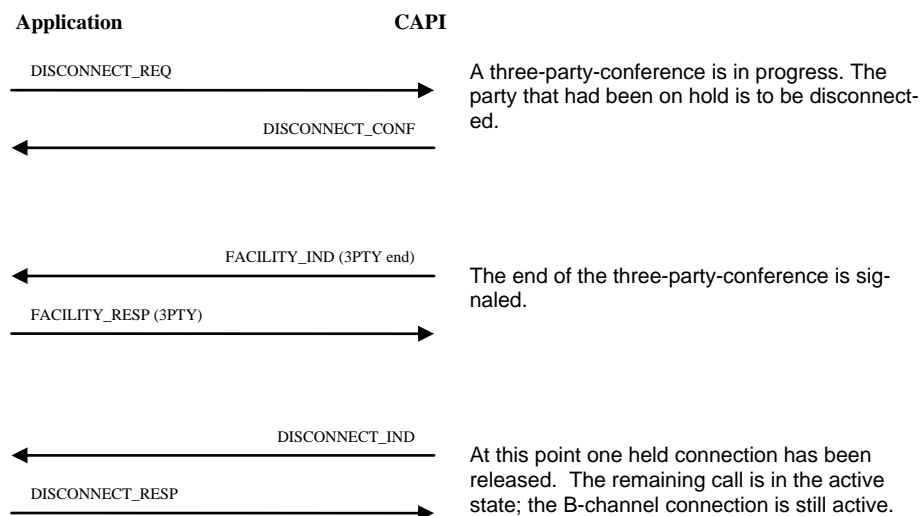 Application CAPI
DISCONNECT_REQ
A three-party-conference is in progress. The
party that had been on hold is to be disconnect-
ed.
DISCONNECT_CONF
FACILITY_IND (3PTY end)
The end of the three-party-conference is sig-
naled.
FACILITY_RESP (3PTY)
DISCONNECT_IND
At this point one held connection has been
released. The remaining call is in the active
state; the B-channel connection is still active.
DISCONNECT_RESP